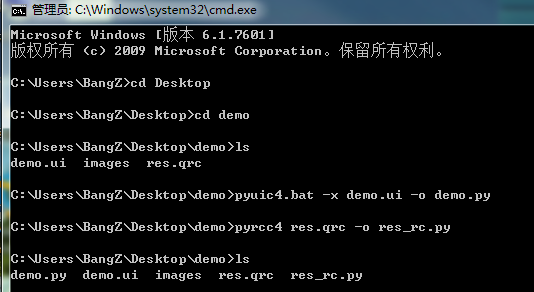 管理员: C:\Windows\system32\cmd.exe
Microsoft Windows [版本 6.1.7601]
版权所有 (c) 2009 Microsoft Corporation。保留所有权利。
C:\Users\BangZ>cd Desktop
C:\Users\BangZ\Desktop>cd demo
C:\Users\BangZ\Desktop\demo>ls
demo.ui  images  res.qrc
C:\Users\BangZ\Desktop\demo>pyuic4.bat -x demo.ui -o demo.py
C:\Users\BangZ\Desktop\demo>pyrcc4 res.qrc -o res_rc.py
C:\Users\BangZ\Desktop\demo>ls
demo.py  demo.ui  images  res.qrc  res_rc.py